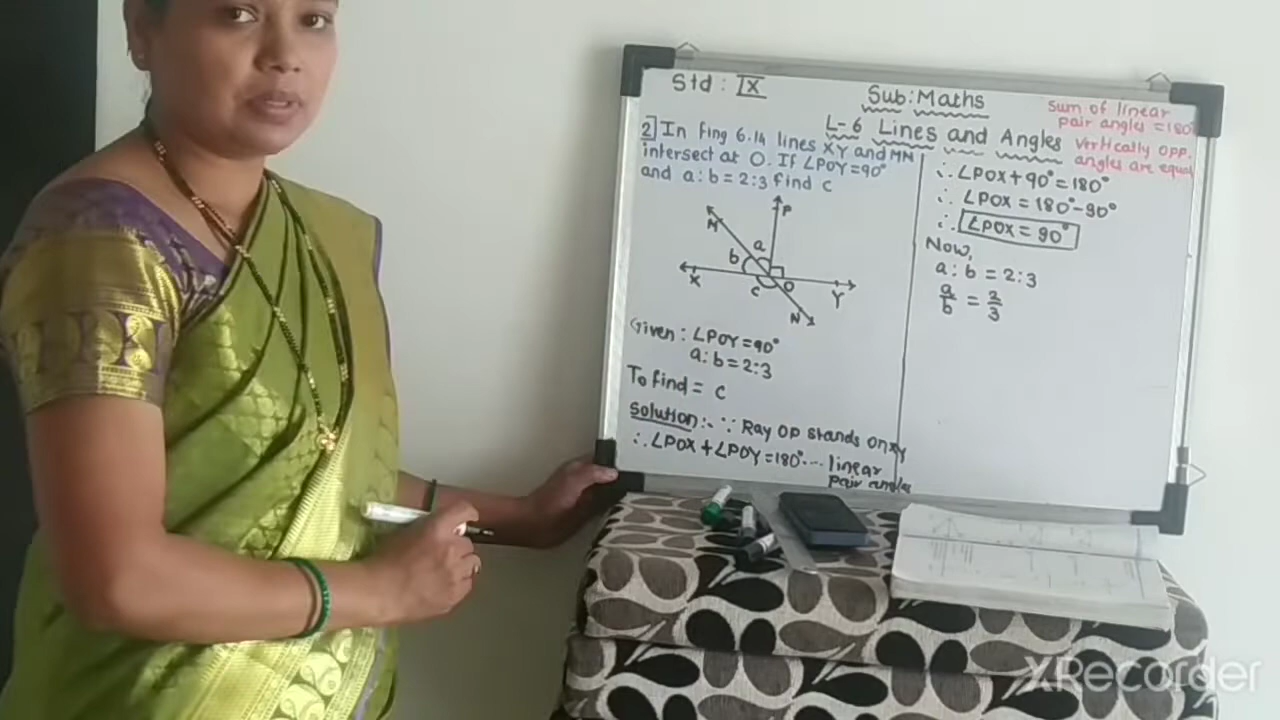 Std : IX
Sub: Maths
L-6 Lines and Angles
Sum of linear
pair angles = 180°
Vertically opp.
angles are equal
2] In fing 6.14 lines XY and MN
intersect at O. If ∠POY = 90°
and a : b = 2:3 find c
P
M
a
b
X
c
O
Y
N
Given : ∠POY = 90°
a:b = 2:3
To find = c
Solution:- ∵ Ray OP stands on XY
∴ ∠POX + ∠POY = 180° ... linear
pair angles
∴ ∠POX + 90° = 180°
∴ ∠POX = 180° - 90°
∴ ∠POX = 90°
Now,
a : b = 2:3
a/b = 2/3
XRecorder